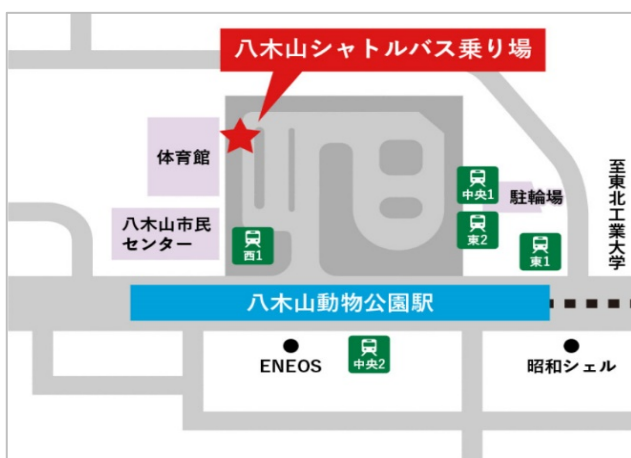 八木山シャトルバス乗り場
体育館
八木山市民
センター
西1
中央1
東2
駐輪場
東1
至東北工業大学
八木山動物公園駅
ENEOS
中央2
昭和シェル